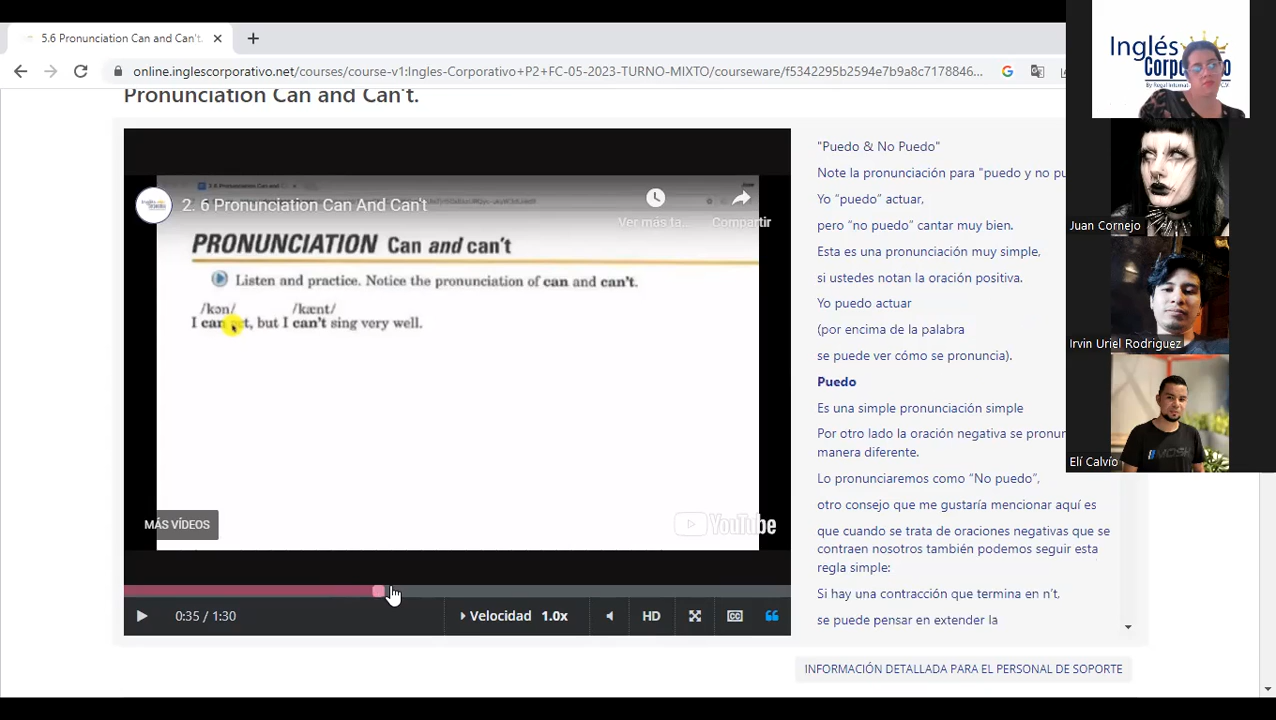 5.6 Pronunciation Can and Can't.
online.inglescorporativo.net/courses/course-v1:Ingles-Corporativo+P2+FC-05-2023-TURNO-MIXTO/courseware/f5342295b2594e7b9a8c7178846...
Pronunciation Can and Can't.
2. 6 Pronunciation Can And Can't
Ver más ta...
Compartir
PRONUNCIATION Can and can't
Listen and practice. Notice the pronunciation of can and can't.
/kən/ /kænt/
I can act, but I can't sing very well.
MÁS VÍDEOS
YouTube
0:35 / 1:30
Velocidad 1.0x
HD
CC
"Puedo & No Puedo"
Note la pronunciación para "puedo y no pu
Yo “puedo” actuar,
pero “no puedo” cantar muy bien.
Esta es una pronunciación muy simple,
si ustedes notan la oración positiva.
Yo puedo actuar
(por encima de la palabra
se puede ver cómo se pronuncia).
Puedo
Es una simple pronunciación simple
Por otro lado la oración negativa se pronun
manera diferente.
Lo pronunciaremos como “No puedo”,
otro consejo que me gustaría mencionar aquí es
que cuando se trata de oraciones negativas que se
contraen nosotros también podemos seguir esta
regla simple:
Si hay una contracción que termina en n’t,
se puede pensar en extender la
INFORMACIÓN DETALLADA PARA EL PERSONAL DE SOPORTE
Inglés
Corporativo
Juan Cornejo
Irvin Uriel Rodriguez
Elí Calvío